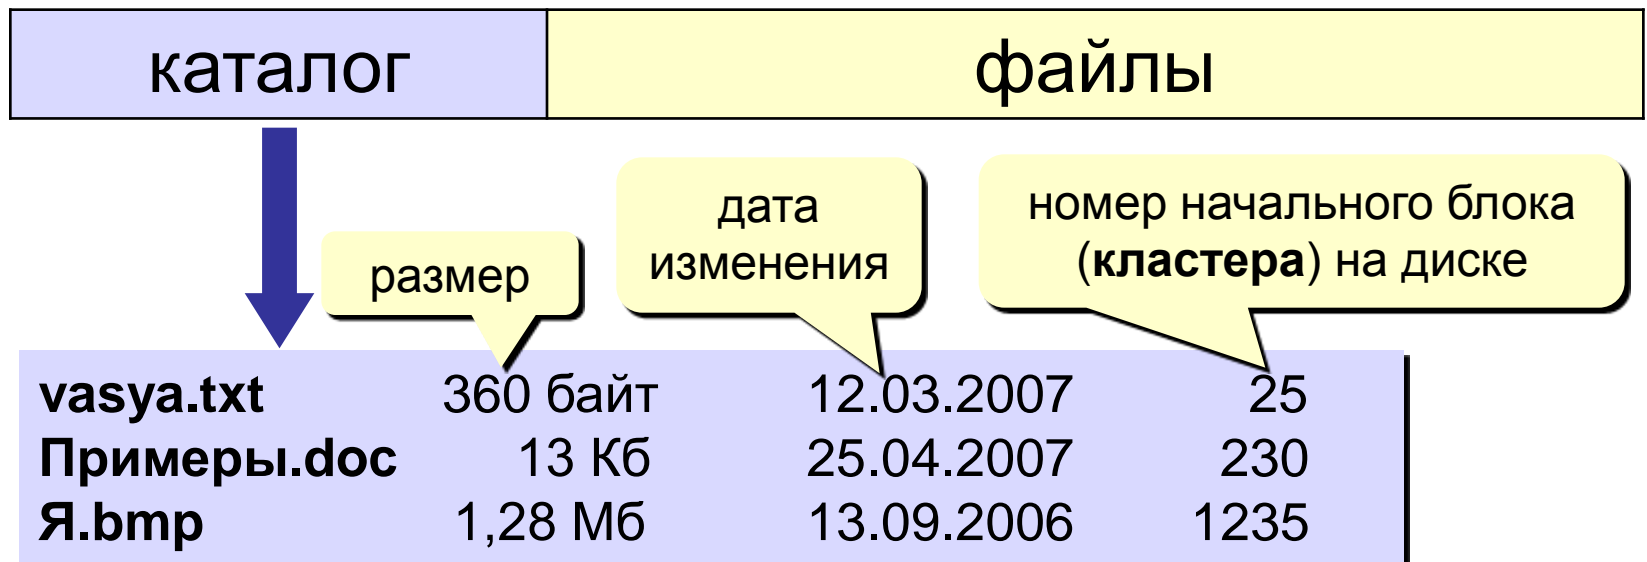 каталог файлы
размер
дата
изменения
номер начального блока
(кластера) на диске
vasya.txt 360 байт 12.03.2007 25
Примеры.doc 13 Кб 25.04.2007 230
Я.bmp 1,28 Мб 13.09.2006 1235